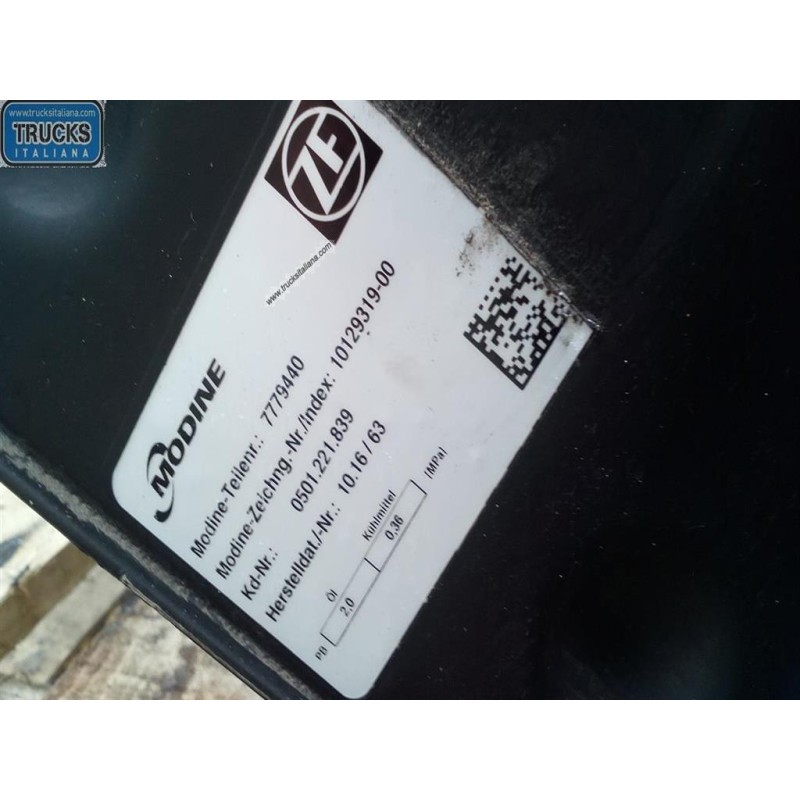 www.trucksitaliana.com
TRUCKS
ITALIANA
ZF
www.trucksitaliana.com
MODINE
Modine-Teilenr.: 7779440
Modine-Zeichng.-Nr./Index: 10129319-00
Kd-Nr.: 0501.221.839
Herstelldat./-Nr.: 10.16 / 63
Öl Kühlmittel
PB 2,0 0,36 (MPa)